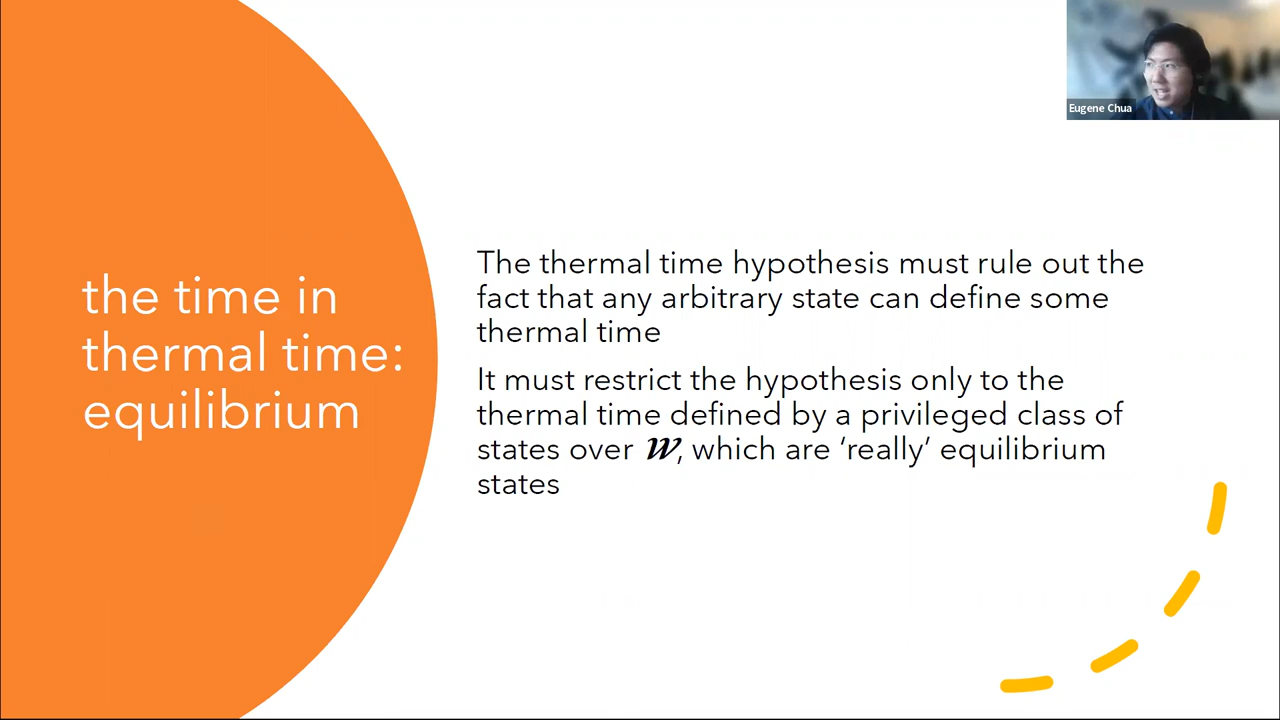 Eugene Chua
the time in
thermal time:
equilibrium
The thermal time hypothesis must rule out the
fact that any arbitrary state can define some
thermal time
It must restrict the hypothesis only to the
thermal time defined by a privileged class of
states over 𝒘, which are ‘really’ equilibrium
states